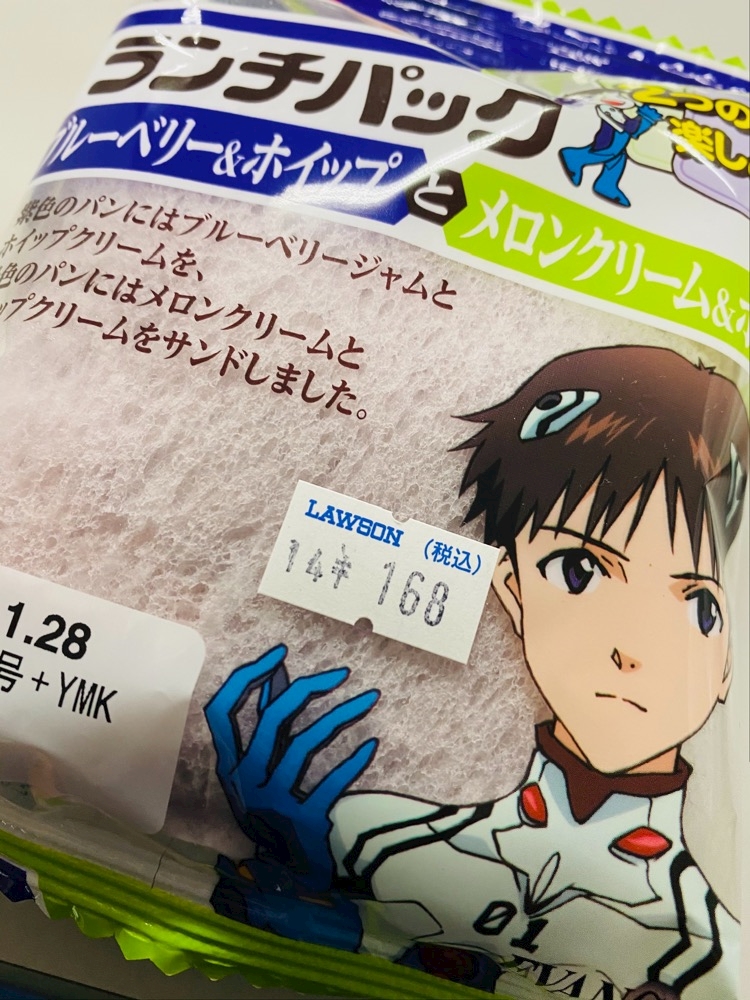 ランチパック
2つの
楽し
ブルーベリー&ホイップ
と
メロンクリーム&ホ
紫色のパンにはブルーベリージャムと
ホイップクリームを、
色のパンにはメロンクリームと
ップクリームをサンドしました。
LAWSON (税込)
168
1.28
号+YMK
01
EVAN